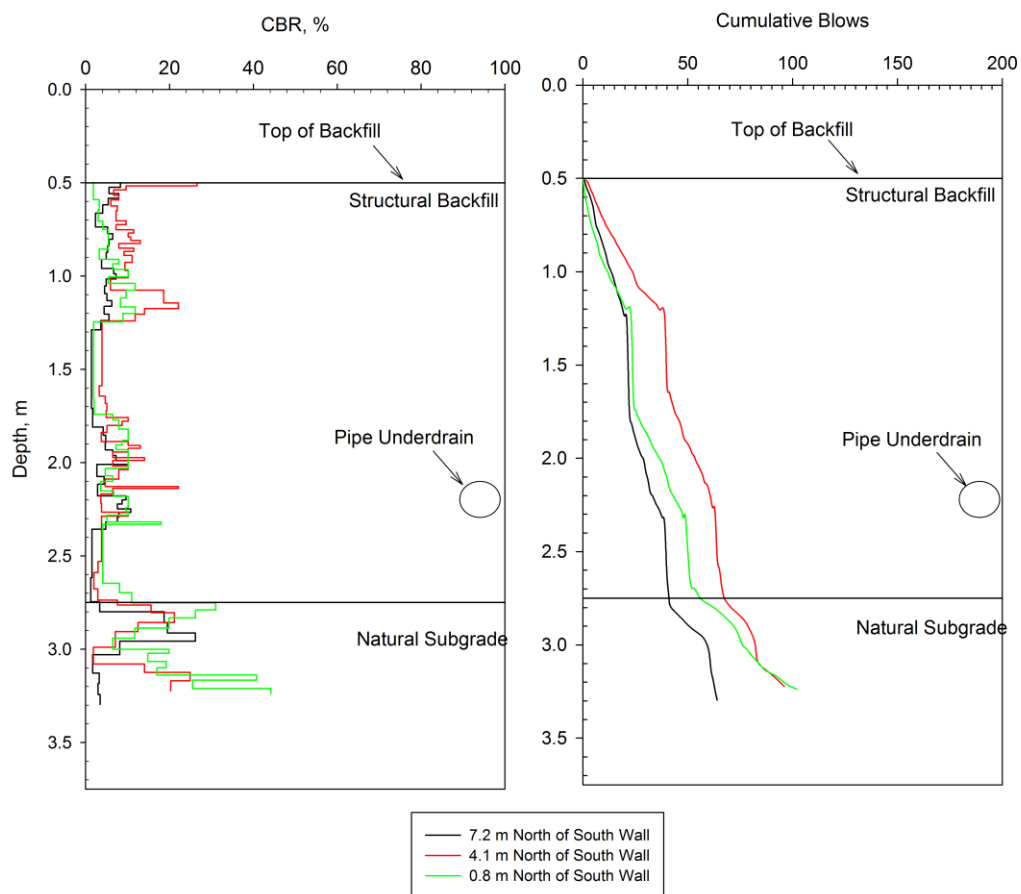 CBR, %
0 20 40 60 80 100
Depth, m
0.0
0.5
1.0
1.5
2.0
2.5
3.0
3.5
Top of Backfill
Structural Backfill
Pipe Underdrain
Natural Subgrade
Cumulative Blows
0 50 100 150 200
0.0
0.5
1.0
1.5
2.0
2.5
3.0
3.5
Top of Backfill
Structural Backfill
Pipe Underdrain
Natural Subgrade
7.2 m North of South Wall
4.1 m North of South Wall
0.8 m North of South Wall